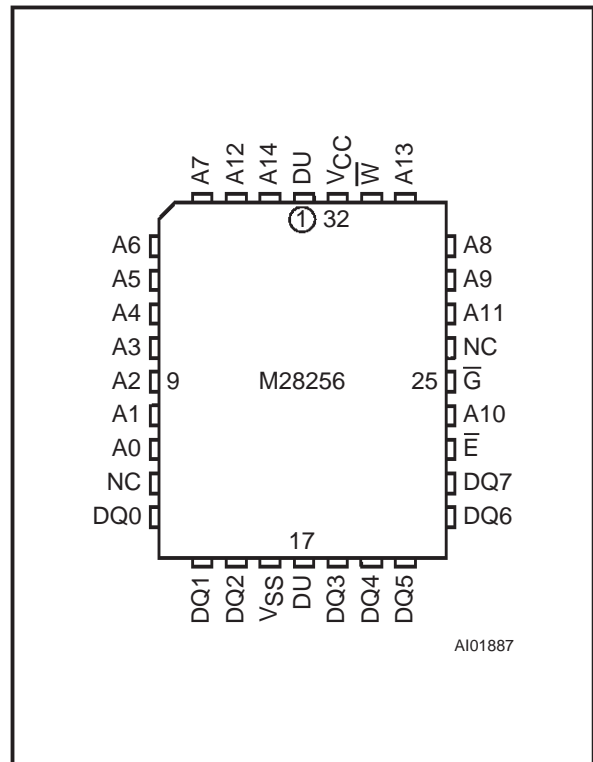 A7 A12 A14 DU VCC W̅ A13
1 32
A6 A8
A5 A9
A4 A11
A3 NC
A2 9 M28256 25 G̅
A1 A10
A0 E̅
NC DQ7
DQ0 DQ6
17
DQ1 DQ2 VSS DU DQ3 DQ4 DQ5
AI01887